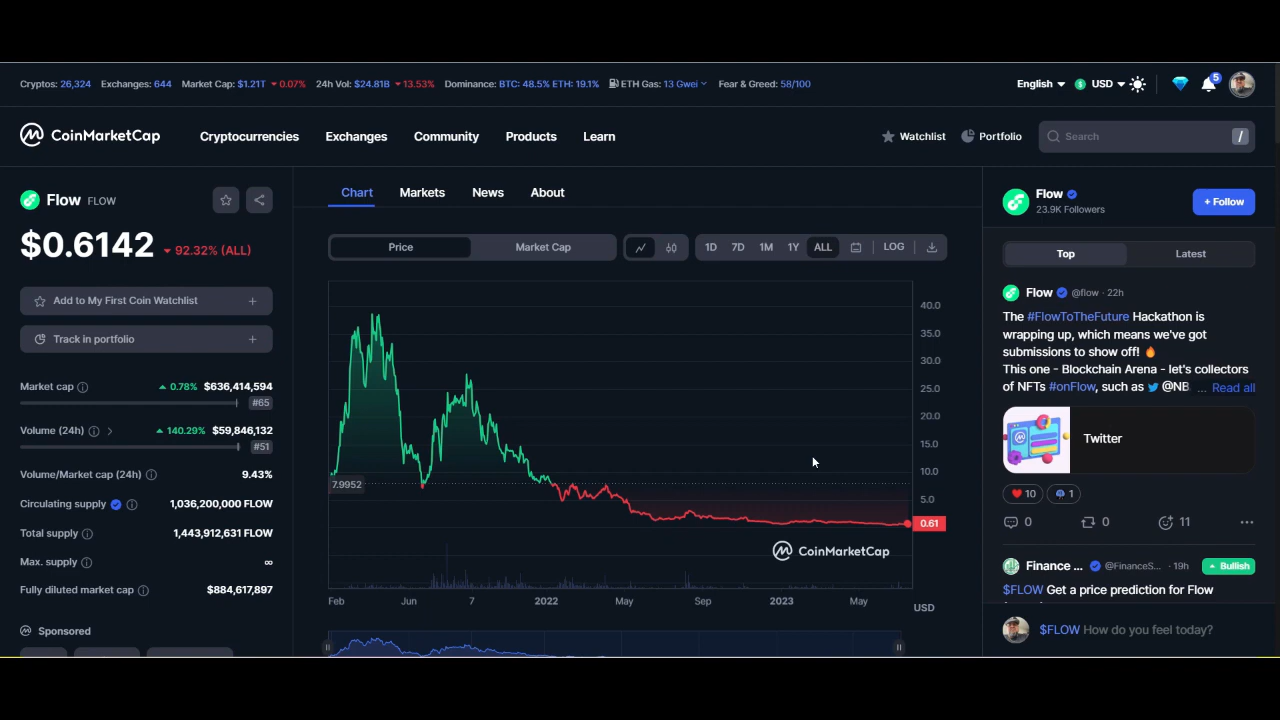 Cryptos: 26,324 Exchanges: 644 Market Cap: $1.21T 0.07% 24h Vol: $24.81B 13.53% Dominance: BTC: 48.5% ETH: 19.1% ETH Gas: 13 Gwei Fear & Greed: 58/100 English USD 5
CoinMarketCap Cryptocurrencies Exchanges Community Products Learn Watchlist Portfolio Search /
Flow FLOW
$0.6142 92.32% (ALL)
Add to My First Coin Watchlist +
Track in portfolio +
Market cap 0.78% $636,414,594
#65
Volume (24h) 140.29% $59,846,132
#51
Volume/Market cap (24h) 9.43%
Circulating supply 1,036,200,000 FLOW
Total supply 1,443,912,631 FLOW
Max. supply ∞
Fully diluted market cap $884,617,897
Sponsored
Chart Markets News About
Price Market Cap 1D 7D 1M 1Y ALL LOG
40.0
35.0
30.0
25.0
20.0
15.0
10.0
7.9952
5.0
0.61
CoinMarketCap
Feb Jun 7 2022 May Sep 2023 May USD
Flow
23.9K Followers
+ Follow
Top Latest
Flow @flow · 22h
The #FlowToTheFuture Hackathon is
wrapping up, which means we've got
submissions to show off!
This one - Blockchain Arena - let's collectors
of NFTs #onFlow, such as @NB ... Read all
Twitter
10 1
0 0 11 ...
Finance ... @FinanceS... · 19h Bullish
$FLOW Get a price prediction for Flow
$FLOW How do you feel today?